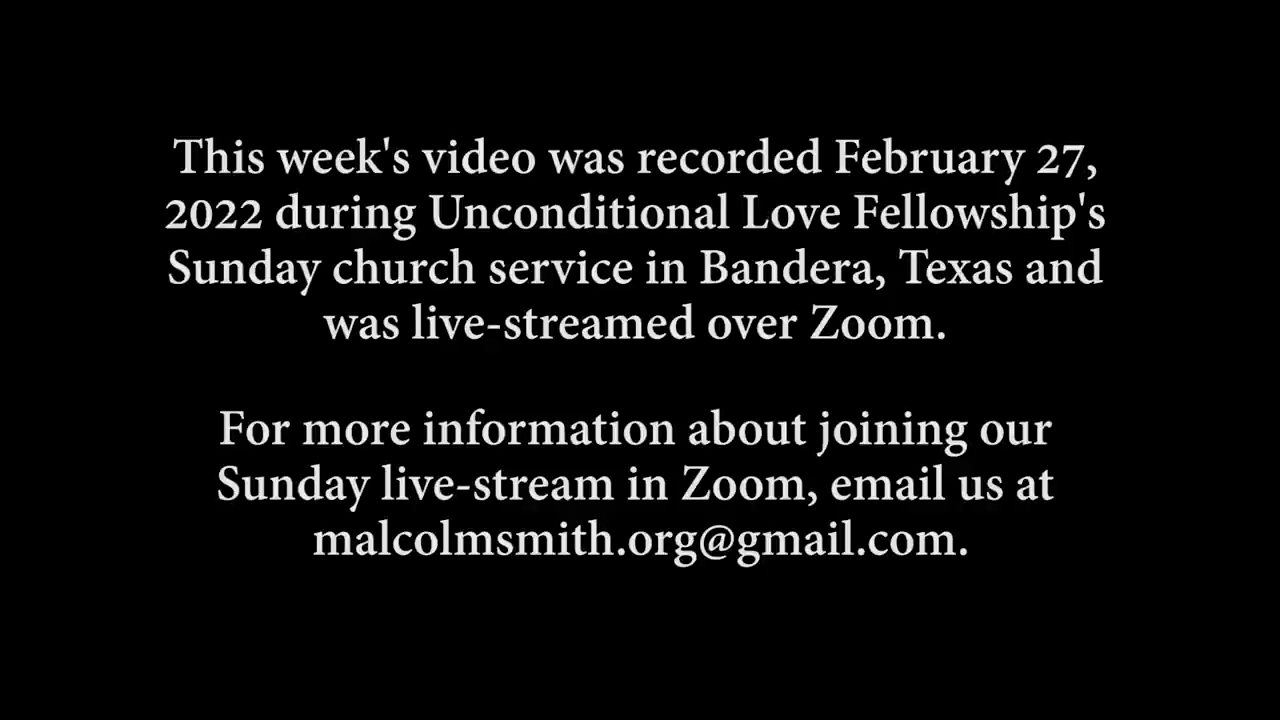 This week's video was recorded February 27,
2022 during Unconditional Love Fellowship's
Sunday church service in Bandera, Texas and
was live-streamed over Zoom.
For more information about joining our
Sunday live-stream in Zoom, email us at
malcolmsmith.org@gmail.com.